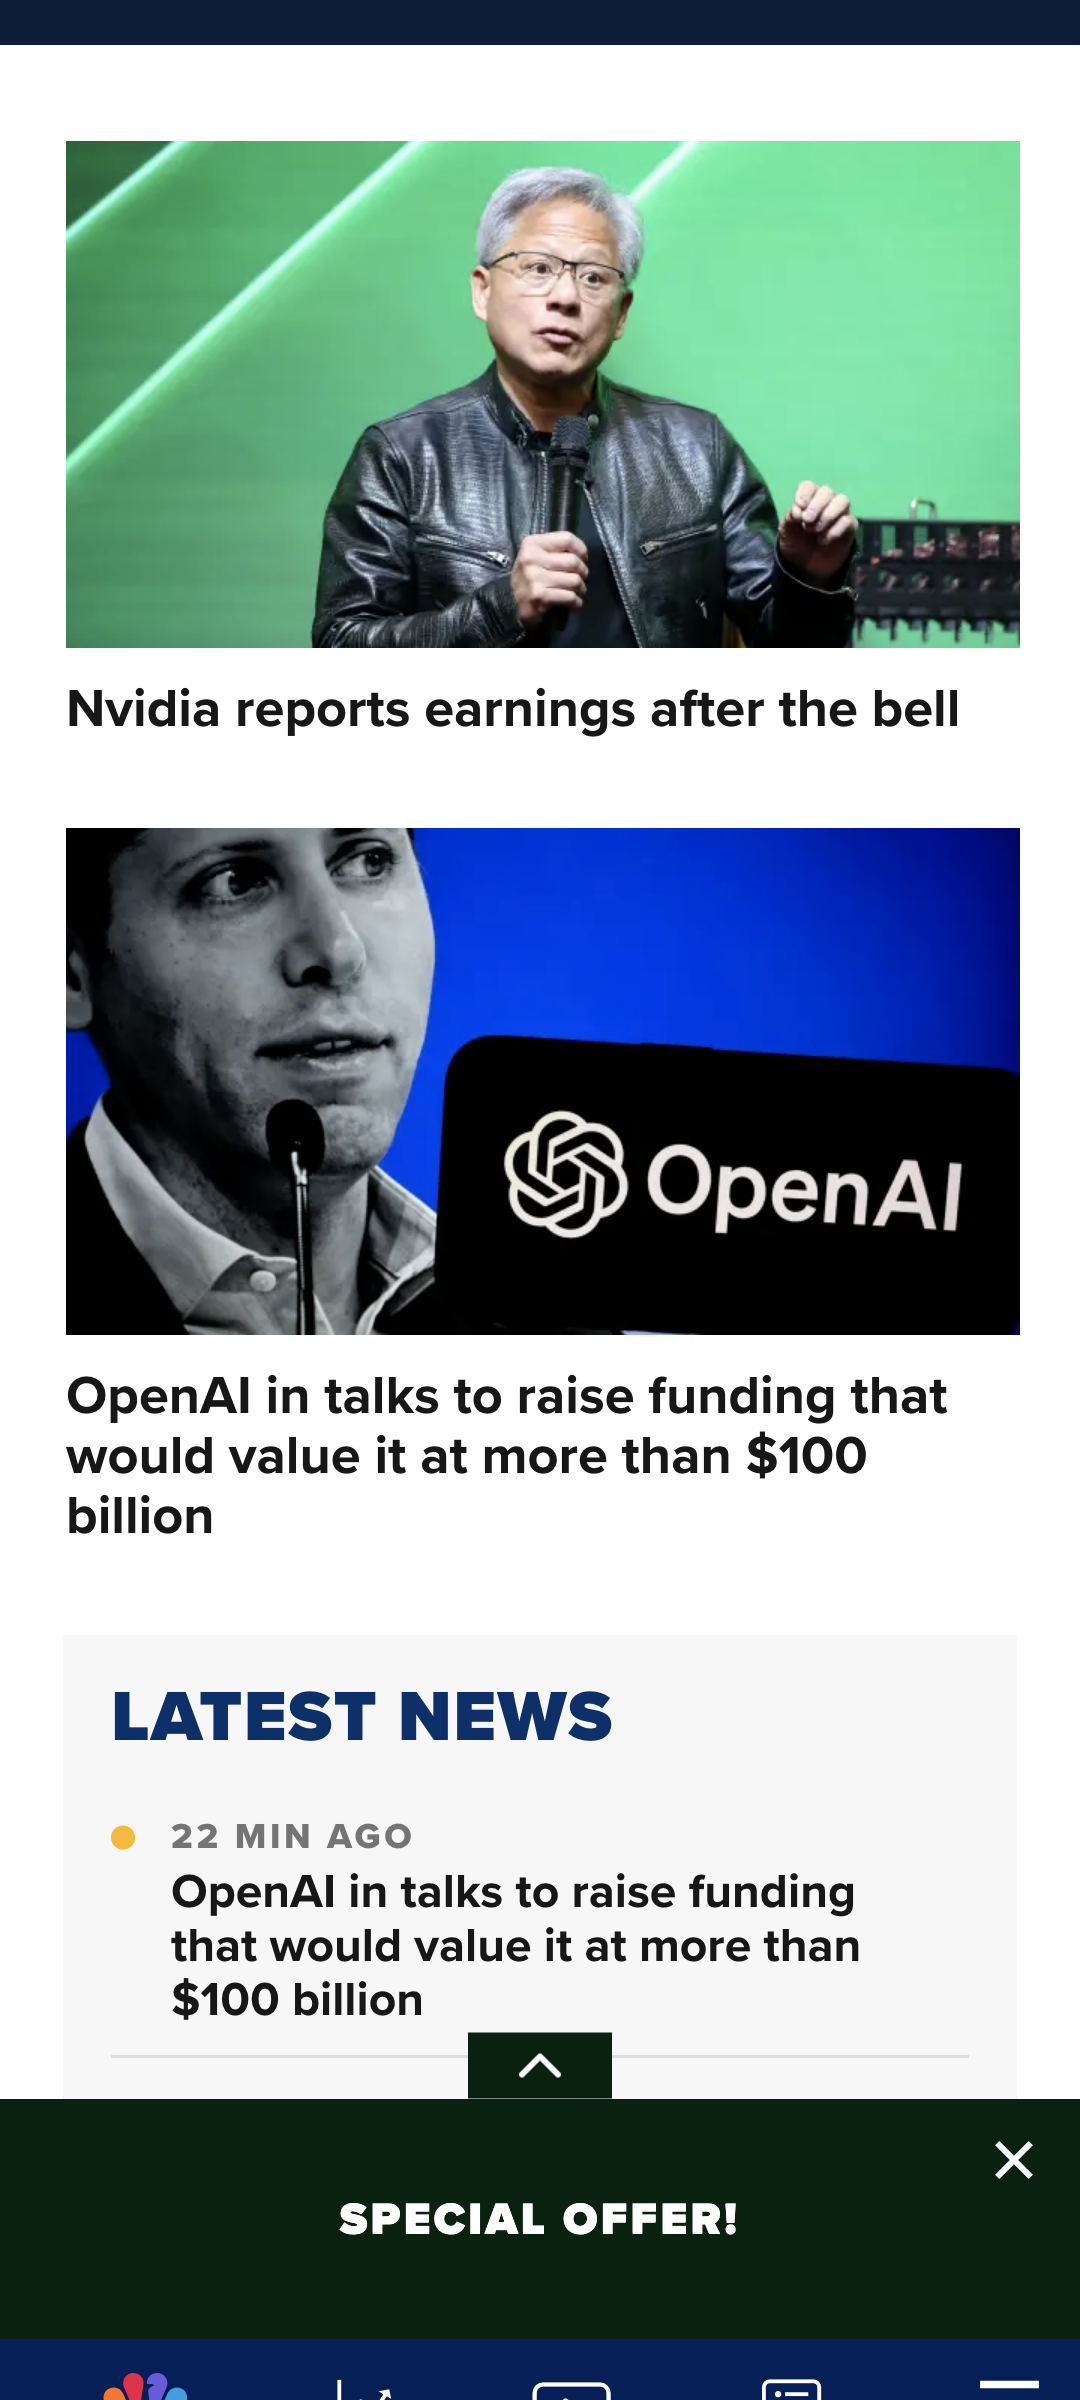 Nvidia reports earnings after the bell
OpenAI
OpenAI in talks to raise funding that
would value it at more than $100
billion
LATEST NEWS
22 MIN AGO
OpenAI in talks to raise funding
that would value it at more than
$100 billion
SPECIAL OFFER!